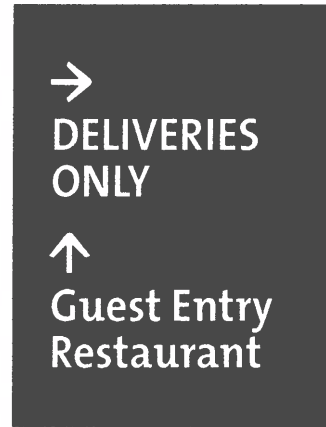 →
DELIVERIES
ONLY
↑
Guest Entry
Restaurant